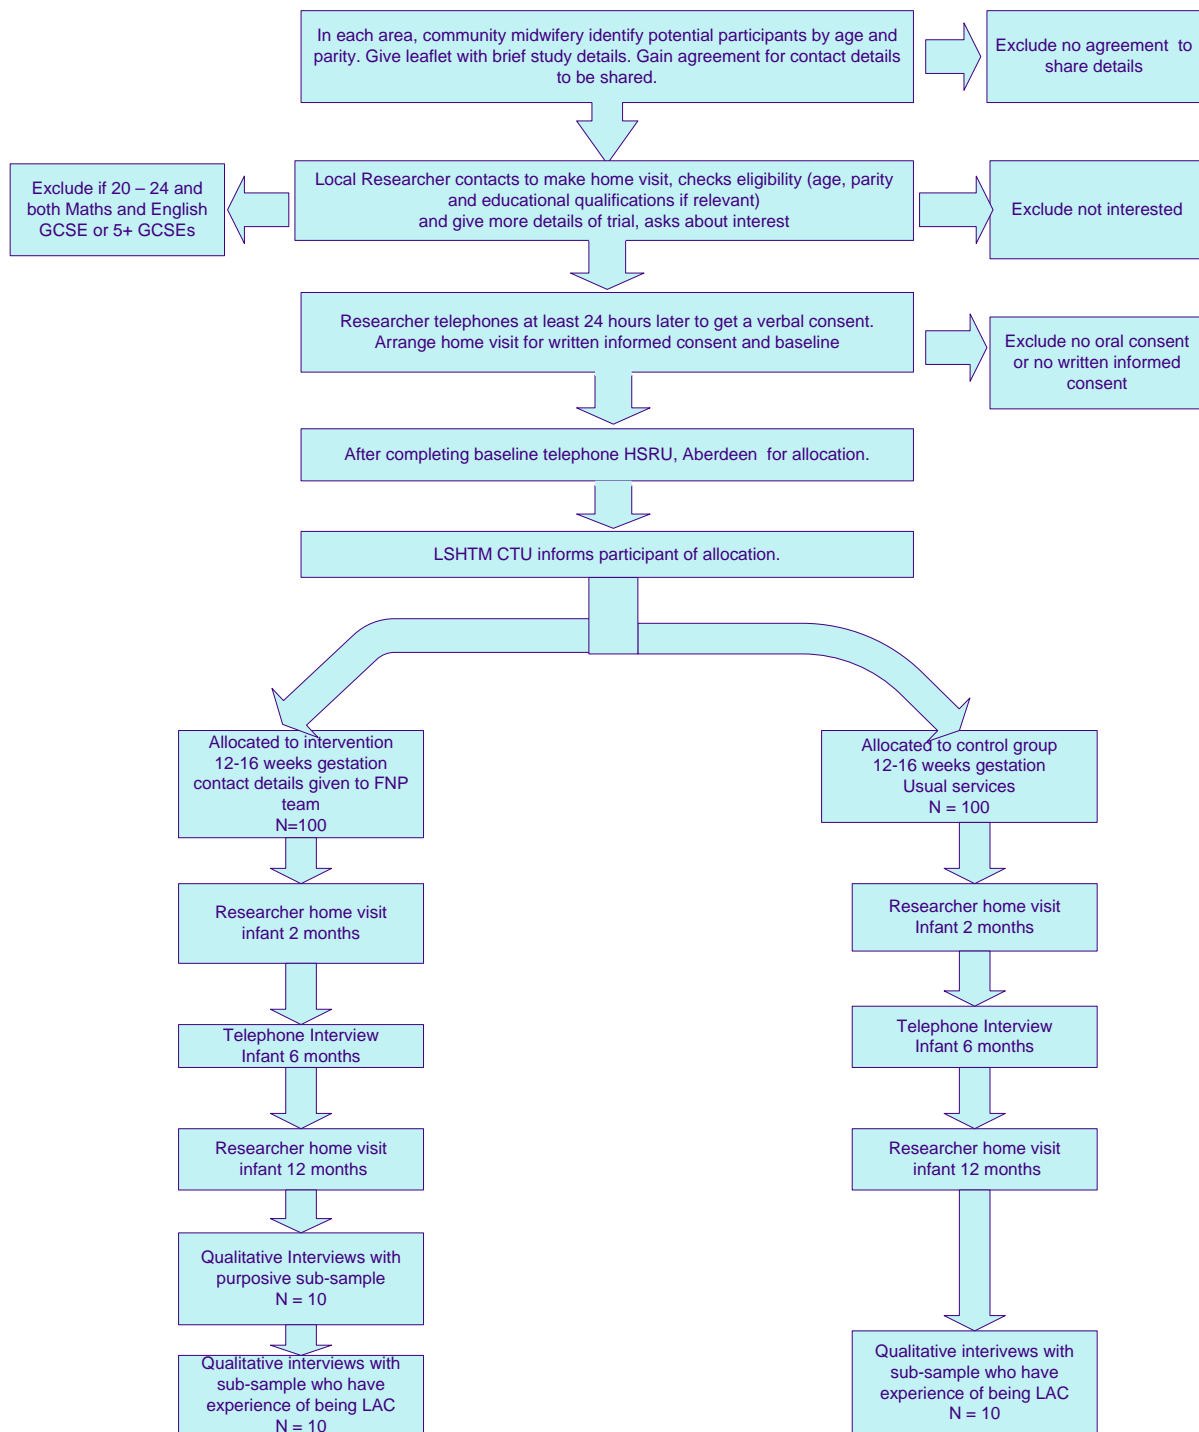 In each area, community midwifery identify potential participants by age and
parity. Give leaflet with brief study details. Gain agreement for contact details
to be shared.
Exclude no agreement to
share details
Exclude if 20 – 24 and
both Maths and English
GCSE or 5+ GCSEs
Local Researcher contacts to make home visit, checks eligibility (age, parity
and educational qualifications if relevant)
and give more details of trial, asks about interest
Exclude not interested
Researcher telephones at least 24 hours later to get a verbal consent.
Arrange home visit for written informed consent and baseline
Exclude no oral consent
or no written informed
consent
After completing baseline telephone HSRU, Aberdeen for allocation.
LSHTM CTU informs participant of allocation.
Allocated to intervention
12-16 weeks gestation
contact details given to FNP
team
N=100
Allocated to control group
12-16 weeks gestation
Usual services
N = 100
Researcher home visit
infant 2 months
Researcher home visit
Infant 2 months
Telephone Interview
Infant 6 months
Telephone Interview
Infant 6 months
Researcher home visit
infant 12 months
Researcher home visit
infant 12 months
Qualitative Interviews with
purposive sub-sample
N = 10
Qualitative interviews with
sub-sample who have
experience of being LAC
N = 10
Qualitative interivews with
sub-sample who have
experience of being LAC
N = 10